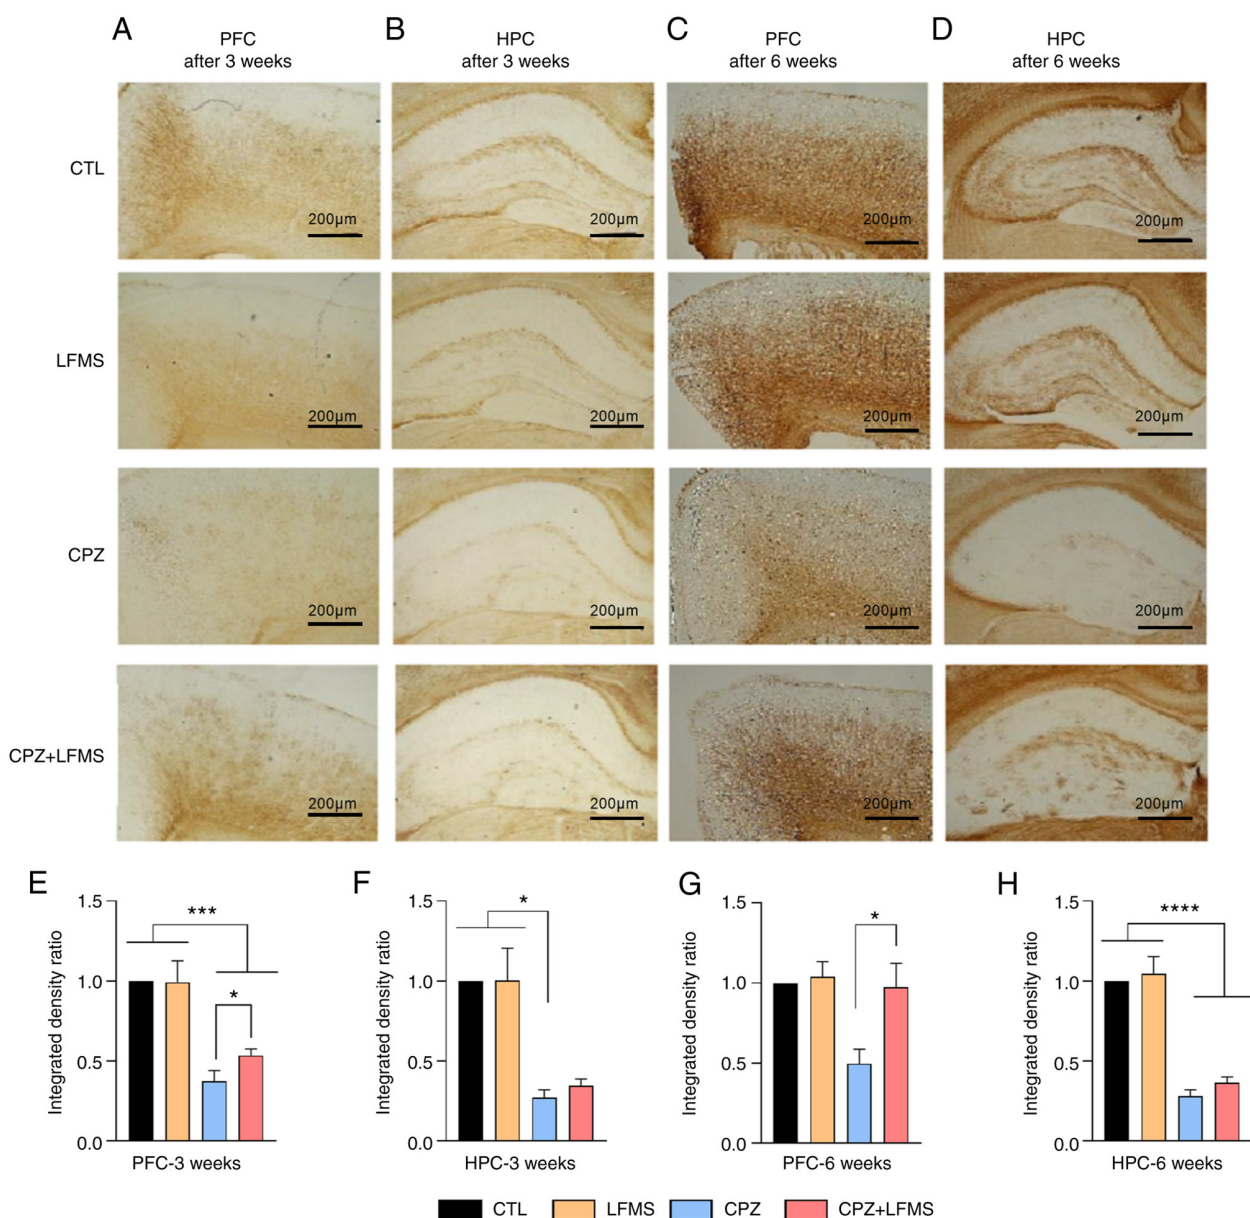 A
PFC
after 3 weeks
B
HPC
after 3 weeks
C
PFC
after 6 weeks
D
HPC
after 6 weeks
CTL
200µm
200µm
200µm
200µm
LFMS
200µm
200µm
200µm
200µm
CPZ
200µm
200µm
200µm
200µm
CPZ+LFMS
200µm
200µm
200µm
200µm
E
Integrated density ratio
1.5
1.0
0.5
0.0
***
*
PFC-3 weeks
F
Integrated density ratio
1.5
1.0
0.5
0.0
*
HPC-3 weeks
G
Integrated density ratio
1.5
1.0
0.5
0.0
*
PFC-6 weeks
H
Integrated density ratio
1.5
1.0
0.5
0.0
****
HPC-6 weeks
CTL
LFMS
CPZ
CPZ+LFMS